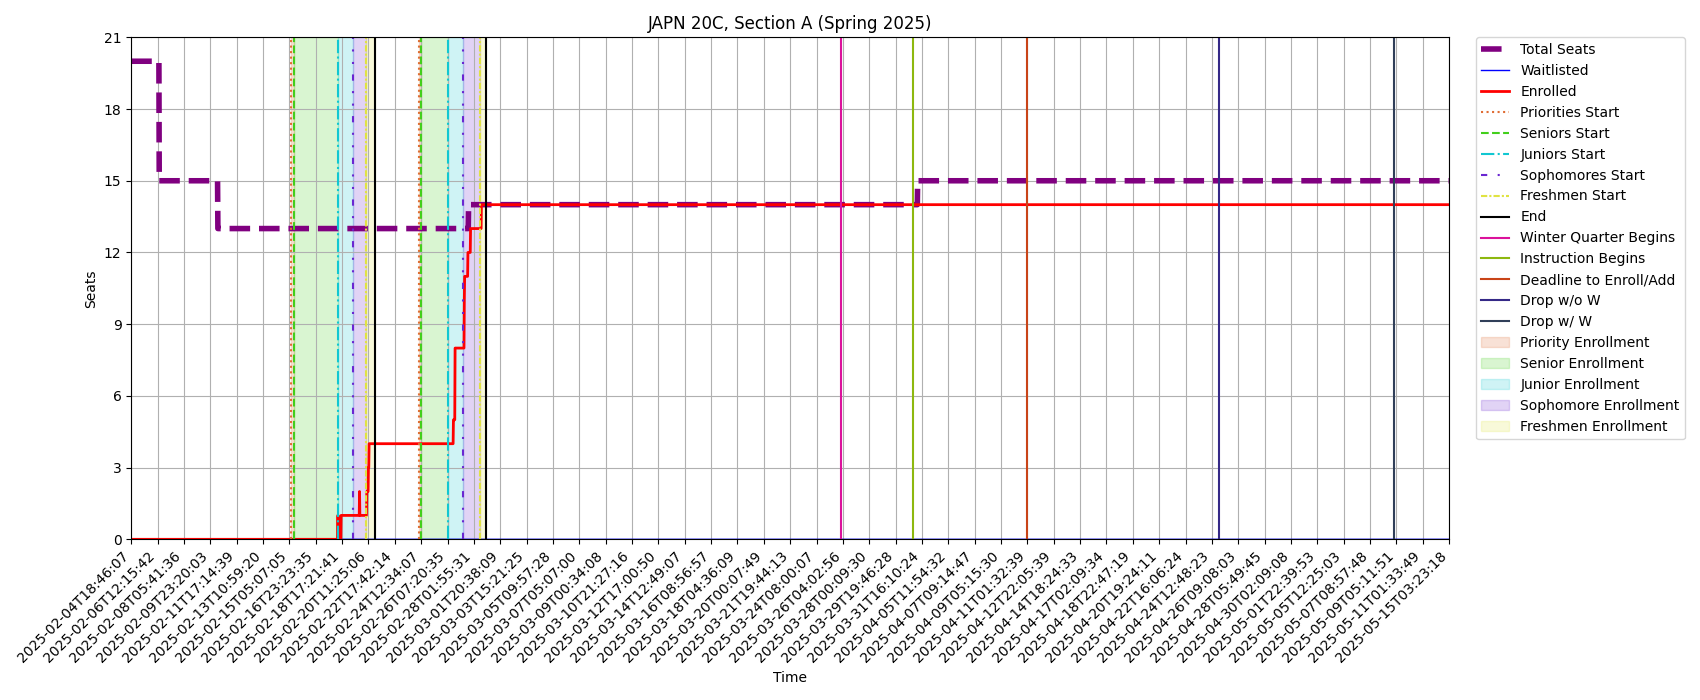 JAPN 20C, Section A (Spring 2025)
21
18
15
12
9
6
3
0
Seats
2025-02-04T18:46:07
2025-02-06T12:15:42
2025-02-08T05:41:36
2025-02-09T23:20:03
2025-02-11T17:14:39
2025-02-13T10:59:20
2025-02-15T05:07:05
2025-02-16T23:23:35
2025-02-18T17:21:41
2025-02-20T11:25:06
2025-02-22T17:42:14
2025-02-24T12:34:07
2025-02-26T07:20:35
2025-02-28T01:55:31
2025-03-01T20:38:09
2025-03-03T15:21:25
2025-03-05T09:57:28
2025-03-07T05:07:00
2025-03-09T00:34:08
2025-03-10T21:27:16
2025-03-12T17:00:50
2025-03-14T12:49:07
2025-03-16T08:56:57
2025-03-18T04:36:09
2025-03-20T00:07:49
2025-03-21T19:44:13
2025-03-24T08:00:07
2025-03-26T04:02:56
2025-03-28T00:09:30
2025-03-29T19:46:28
2025-03-31T16:10:24
2025-04-05T11:54:32
2025-04-07T09:14:47
2025-04-09T05:15:30
2025-04-11T01:32:39
2025-04-12T22:05:39
2025-04-14T18:24:33
2025-04-17T02:09:34
2025-04-18T22:47:19
2025-04-20T19:24:11
2025-04-22T16:06:24
2025-04-24T12:48:23
2025-04-26T09:08:03
2025-04-28T05:49:45
2025-04-30T02:09:08
2025-05-01T22:39:53
2025-05-05T12:25:03
2025-05-07T08:57:48
2025-05-09T05:11:51
2025-05-11T01:33:49
2025-05-15T03:23:18
Time
Total Seats
Waitlisted
Enrolled
Priorities Start
Seniors Start
Juniors Start
Sophomores Start
Freshmen Start
End
Winter Quarter Begins
Instruction Begins
Deadline to Enroll/Add
Drop w/o W
Drop w/ W
Priority Enrollment
Senior Enrollment
Junior Enrollment
Sophomore Enrollment
Freshmen Enrollment